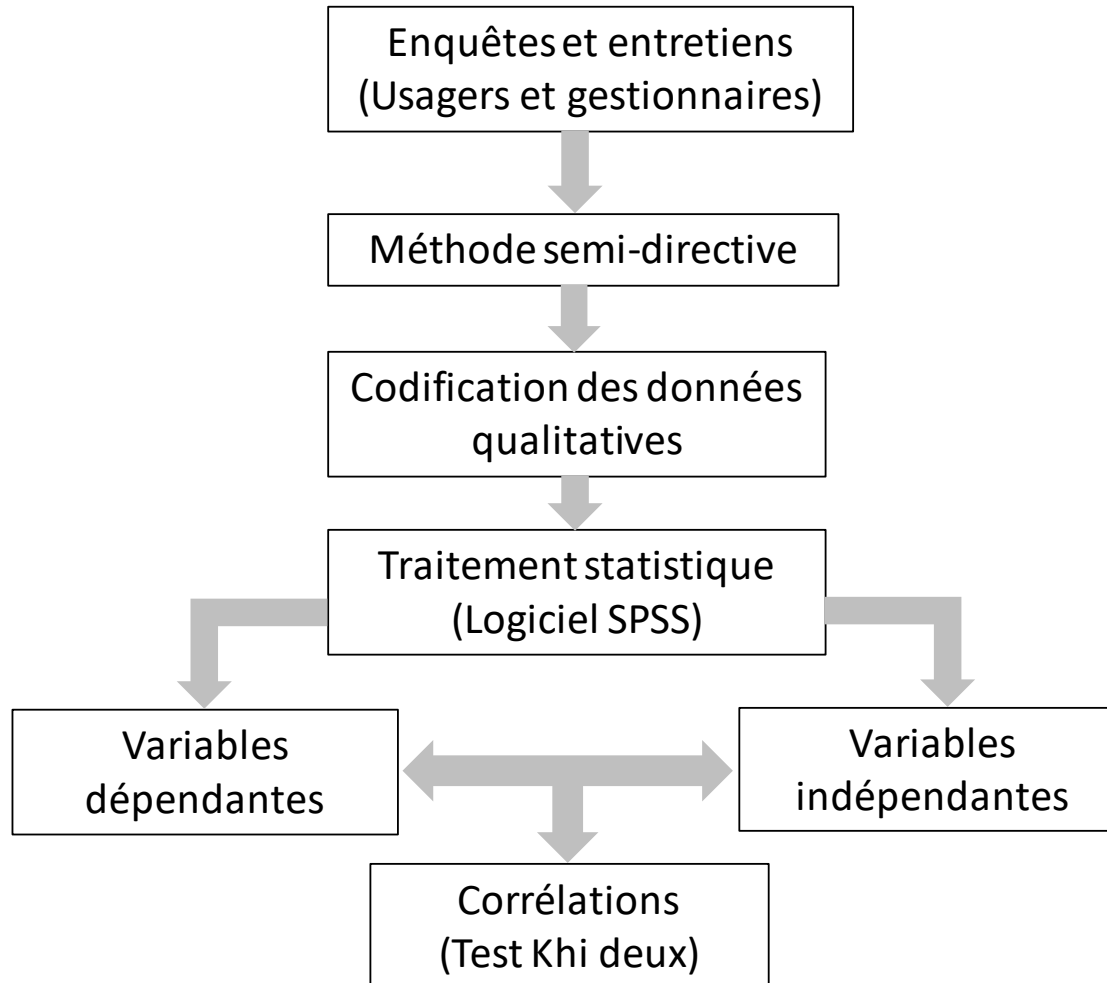 Enquêtes et entretiens
(Usagers et gestionnaires)
Méthode semi-directive
Codification des données
qualitatives
Traitement statistique
(Logiciel SPSS)
Variables
dépendantes
Variables
indépendantes
Corrélations
(Test Khi deux)